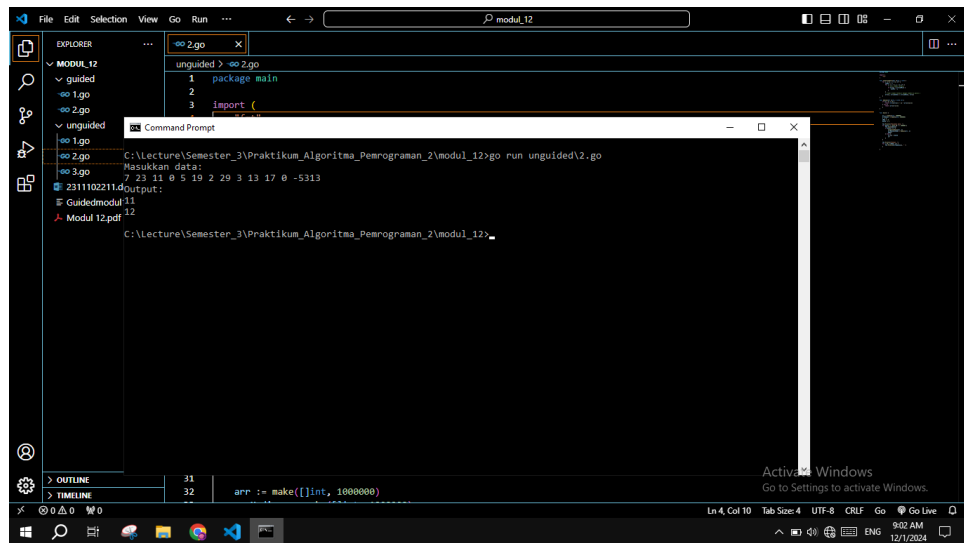 File Edit Selection View Go Run ··· ← → modul_12
EXPLORER ···
2.go ×
MODUL_12
unguided > 2.go
guided
1.go
2.go
unguided
1.go
2.go
3.go
2311102211.d
Guidedmodul
Modul 12.pdf
1 package main
2
3 import (
Command Prompt
C:\Lecture\Semester_3\Praktikum_Algoritma_Pemrograman_2\modul_12>go run unguided\2.go
Masukkan data:
7 23 11 0 5 19 2 29 3 13 17 0 -5313
Output:
11
12
C:\Lecture\Semester_3\Praktikum_Algoritma_Pemrograman_2\modul_12>
31
32 arr := make([]int, 1000000)
OUTLINE
TIMELINE
Activate Windows
Go to Settings to activate Windows.
0 0 0 Ln 4, Col 10 Tab Size: 4 UTF-8 CRLF Go Go Live
ENG 9:02 AM
12/1/2024